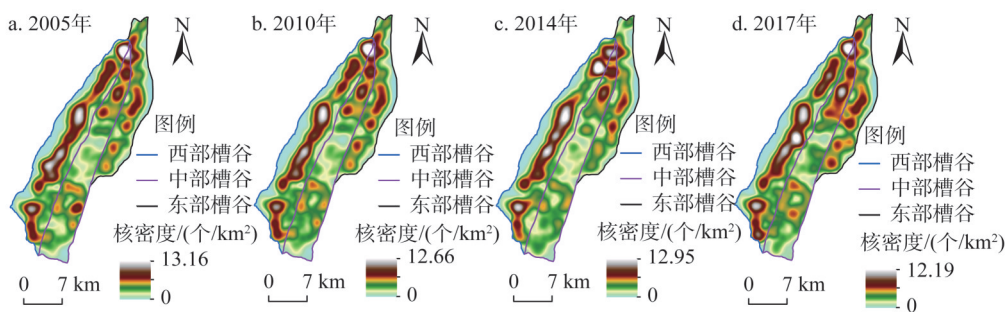 a. 2005年
N
图例
西部槽谷
中部槽谷
东部槽谷
核密度/(个/km²)
13.16
0
0 7 km
b. 2010年
N
图例
西部槽谷
中部槽谷
东部槽谷
核密度/(个/km²)
12.66
0
0 7 km
c. 2014年
N
图例
西部槽谷
中部槽谷
东部槽谷
核密度/(个/km²)
12.95
0
0 7 km
d. 2017年
N
图例
西部槽谷
中部槽谷
东部槽谷
核密度/(个/km²)
12.19
0
0 7 km